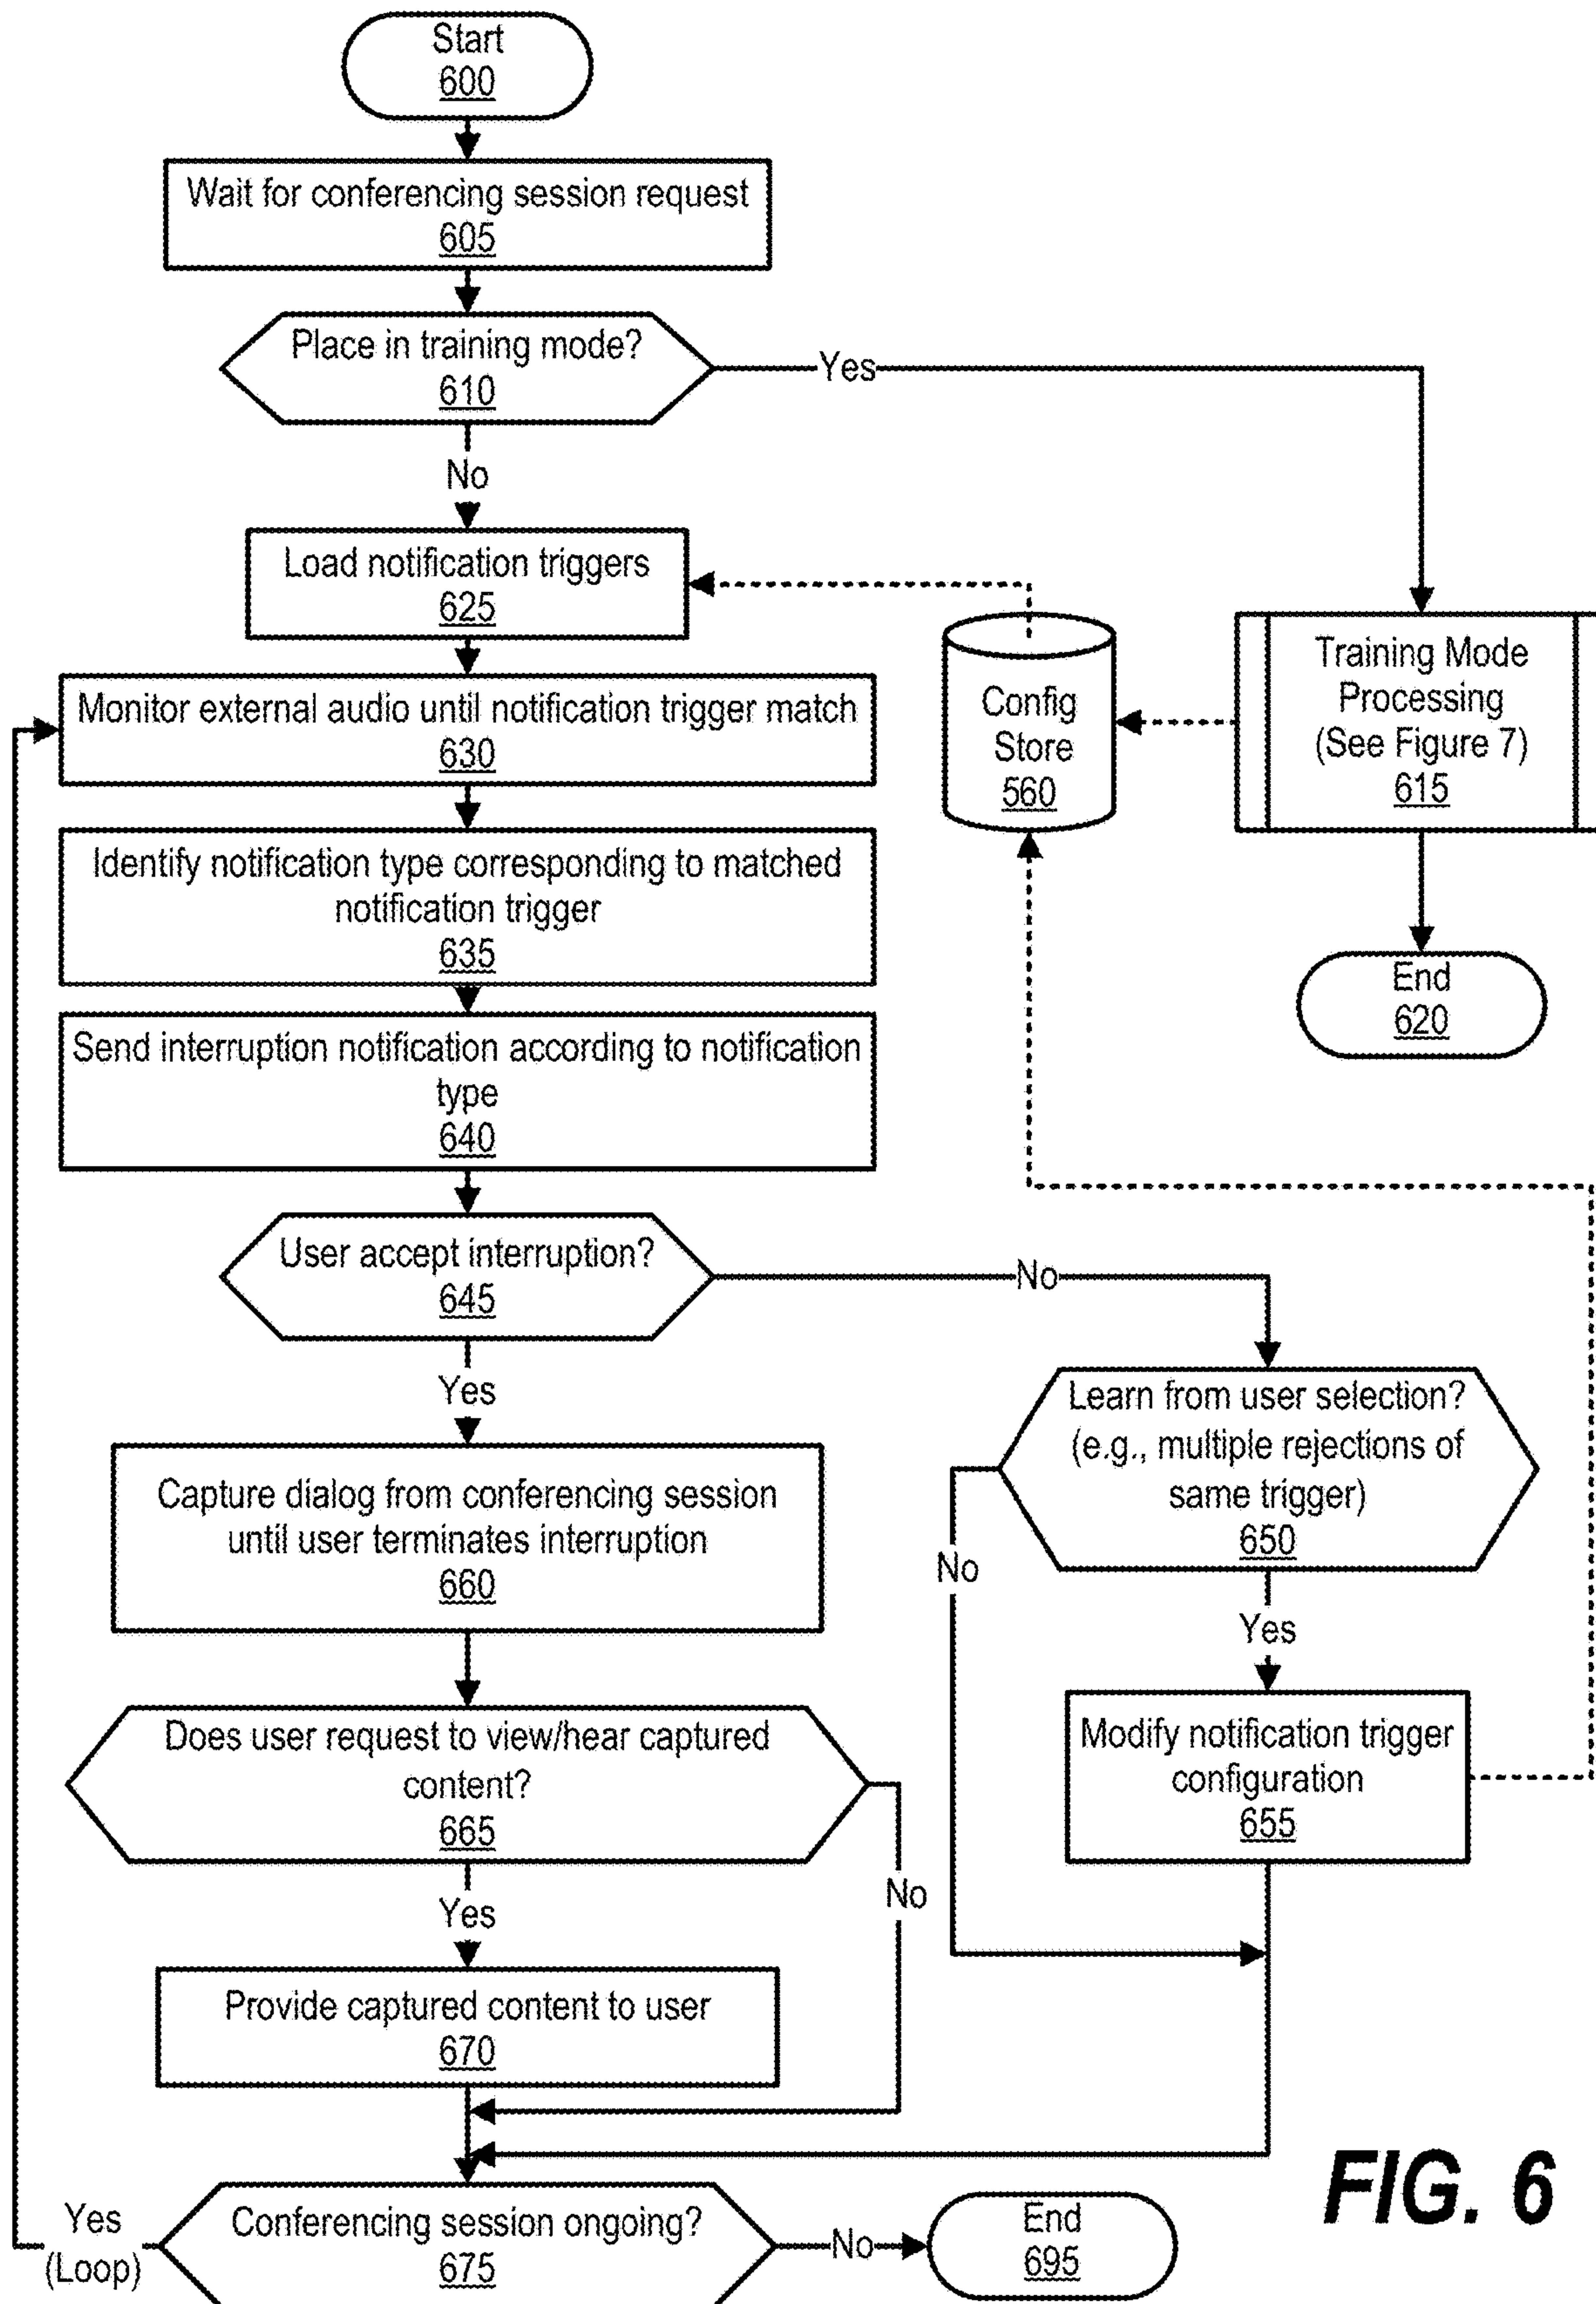 Start
600
Wait for conferencing session request
605
Place in training mode?
610
Yes
No
Load notification triggers
625
Training Mode
Processing
(See Figure 7)
615
Config
Store
560
Monitor external audio until notification trigger match
630
Identify notification type corresponding to matched
notification trigger
635
End
620
Send interruption notification according to notification
type
640
User accept interruption?
645
No
Yes
Learn from user selection?
(e.g., multiple rejections of
same trigger)
650
No
Yes
Capture dialog from conferencing session
until user terminates interruption
660
Modify notification trigger
configuration
655
Does user request to view/hear captured
content?
665
No
Yes
Provide captured content to user
670
Conferencing session ongoing?
675
Yes
(Loop)
No
End
695
FIG. 6